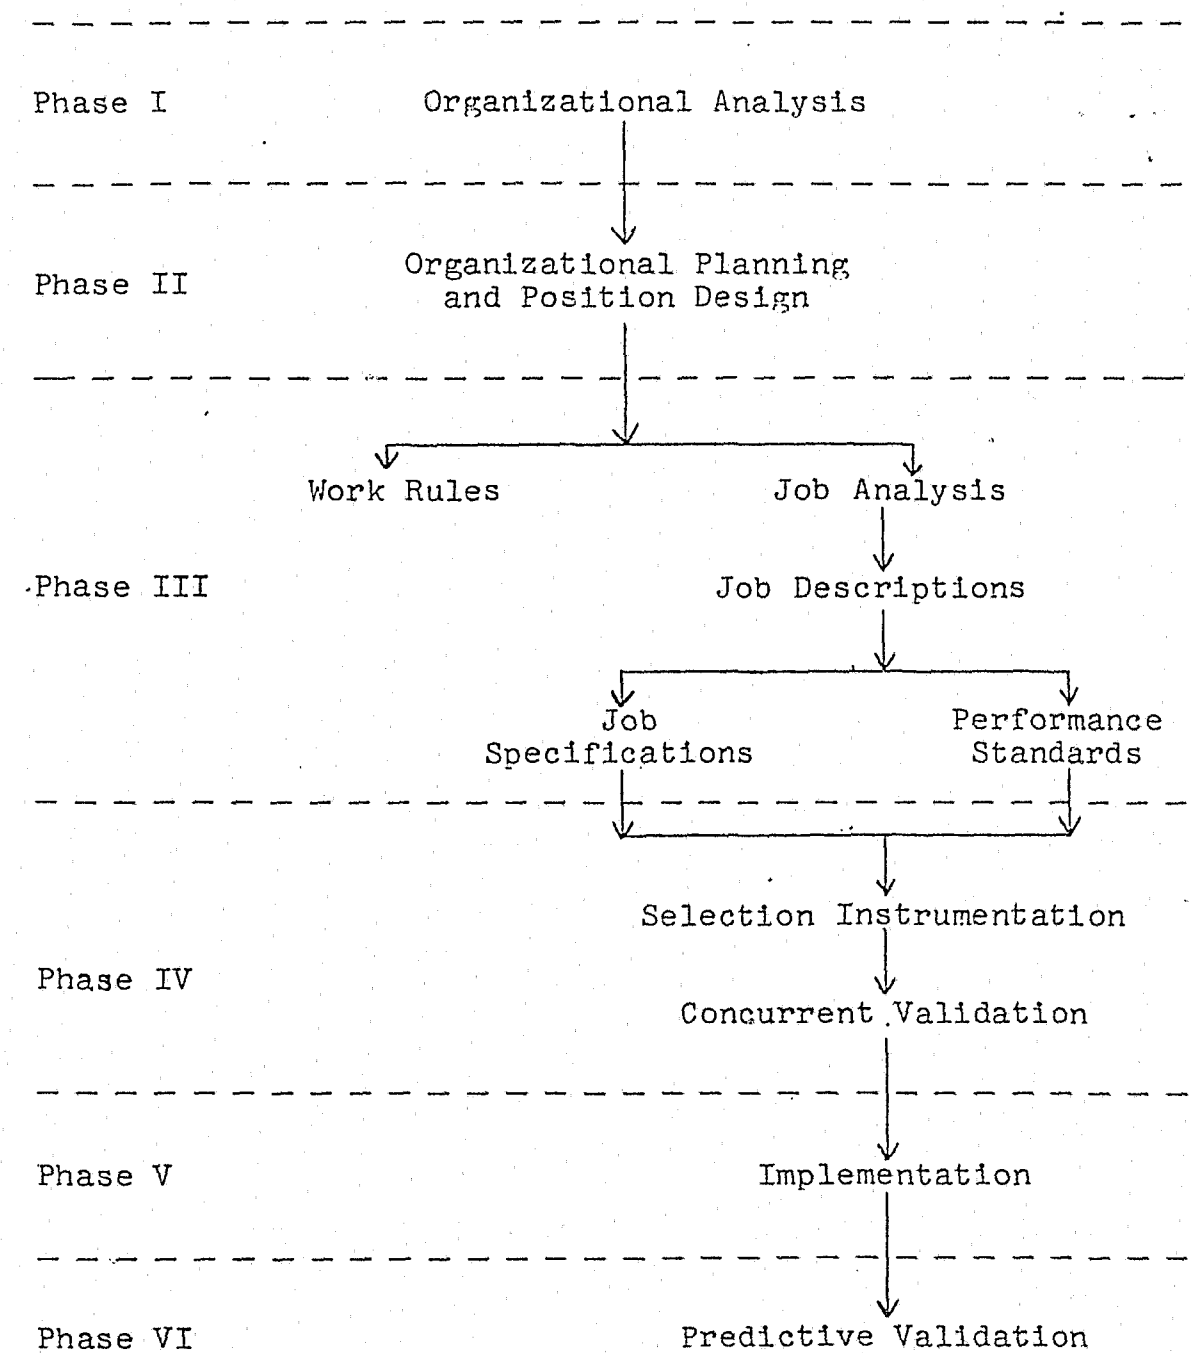 Phase I
Organizational Analysis
Phase II
Organizational Planning
and Position Design
Work Rules
Job Analysis
Phase III
Job Descriptions
Job
Specifications
Performance
Standards
Selection Instrumentation
Phase IV
Concurrent Validation
Phase V
Implementation
Phase VI
Predictive Validation